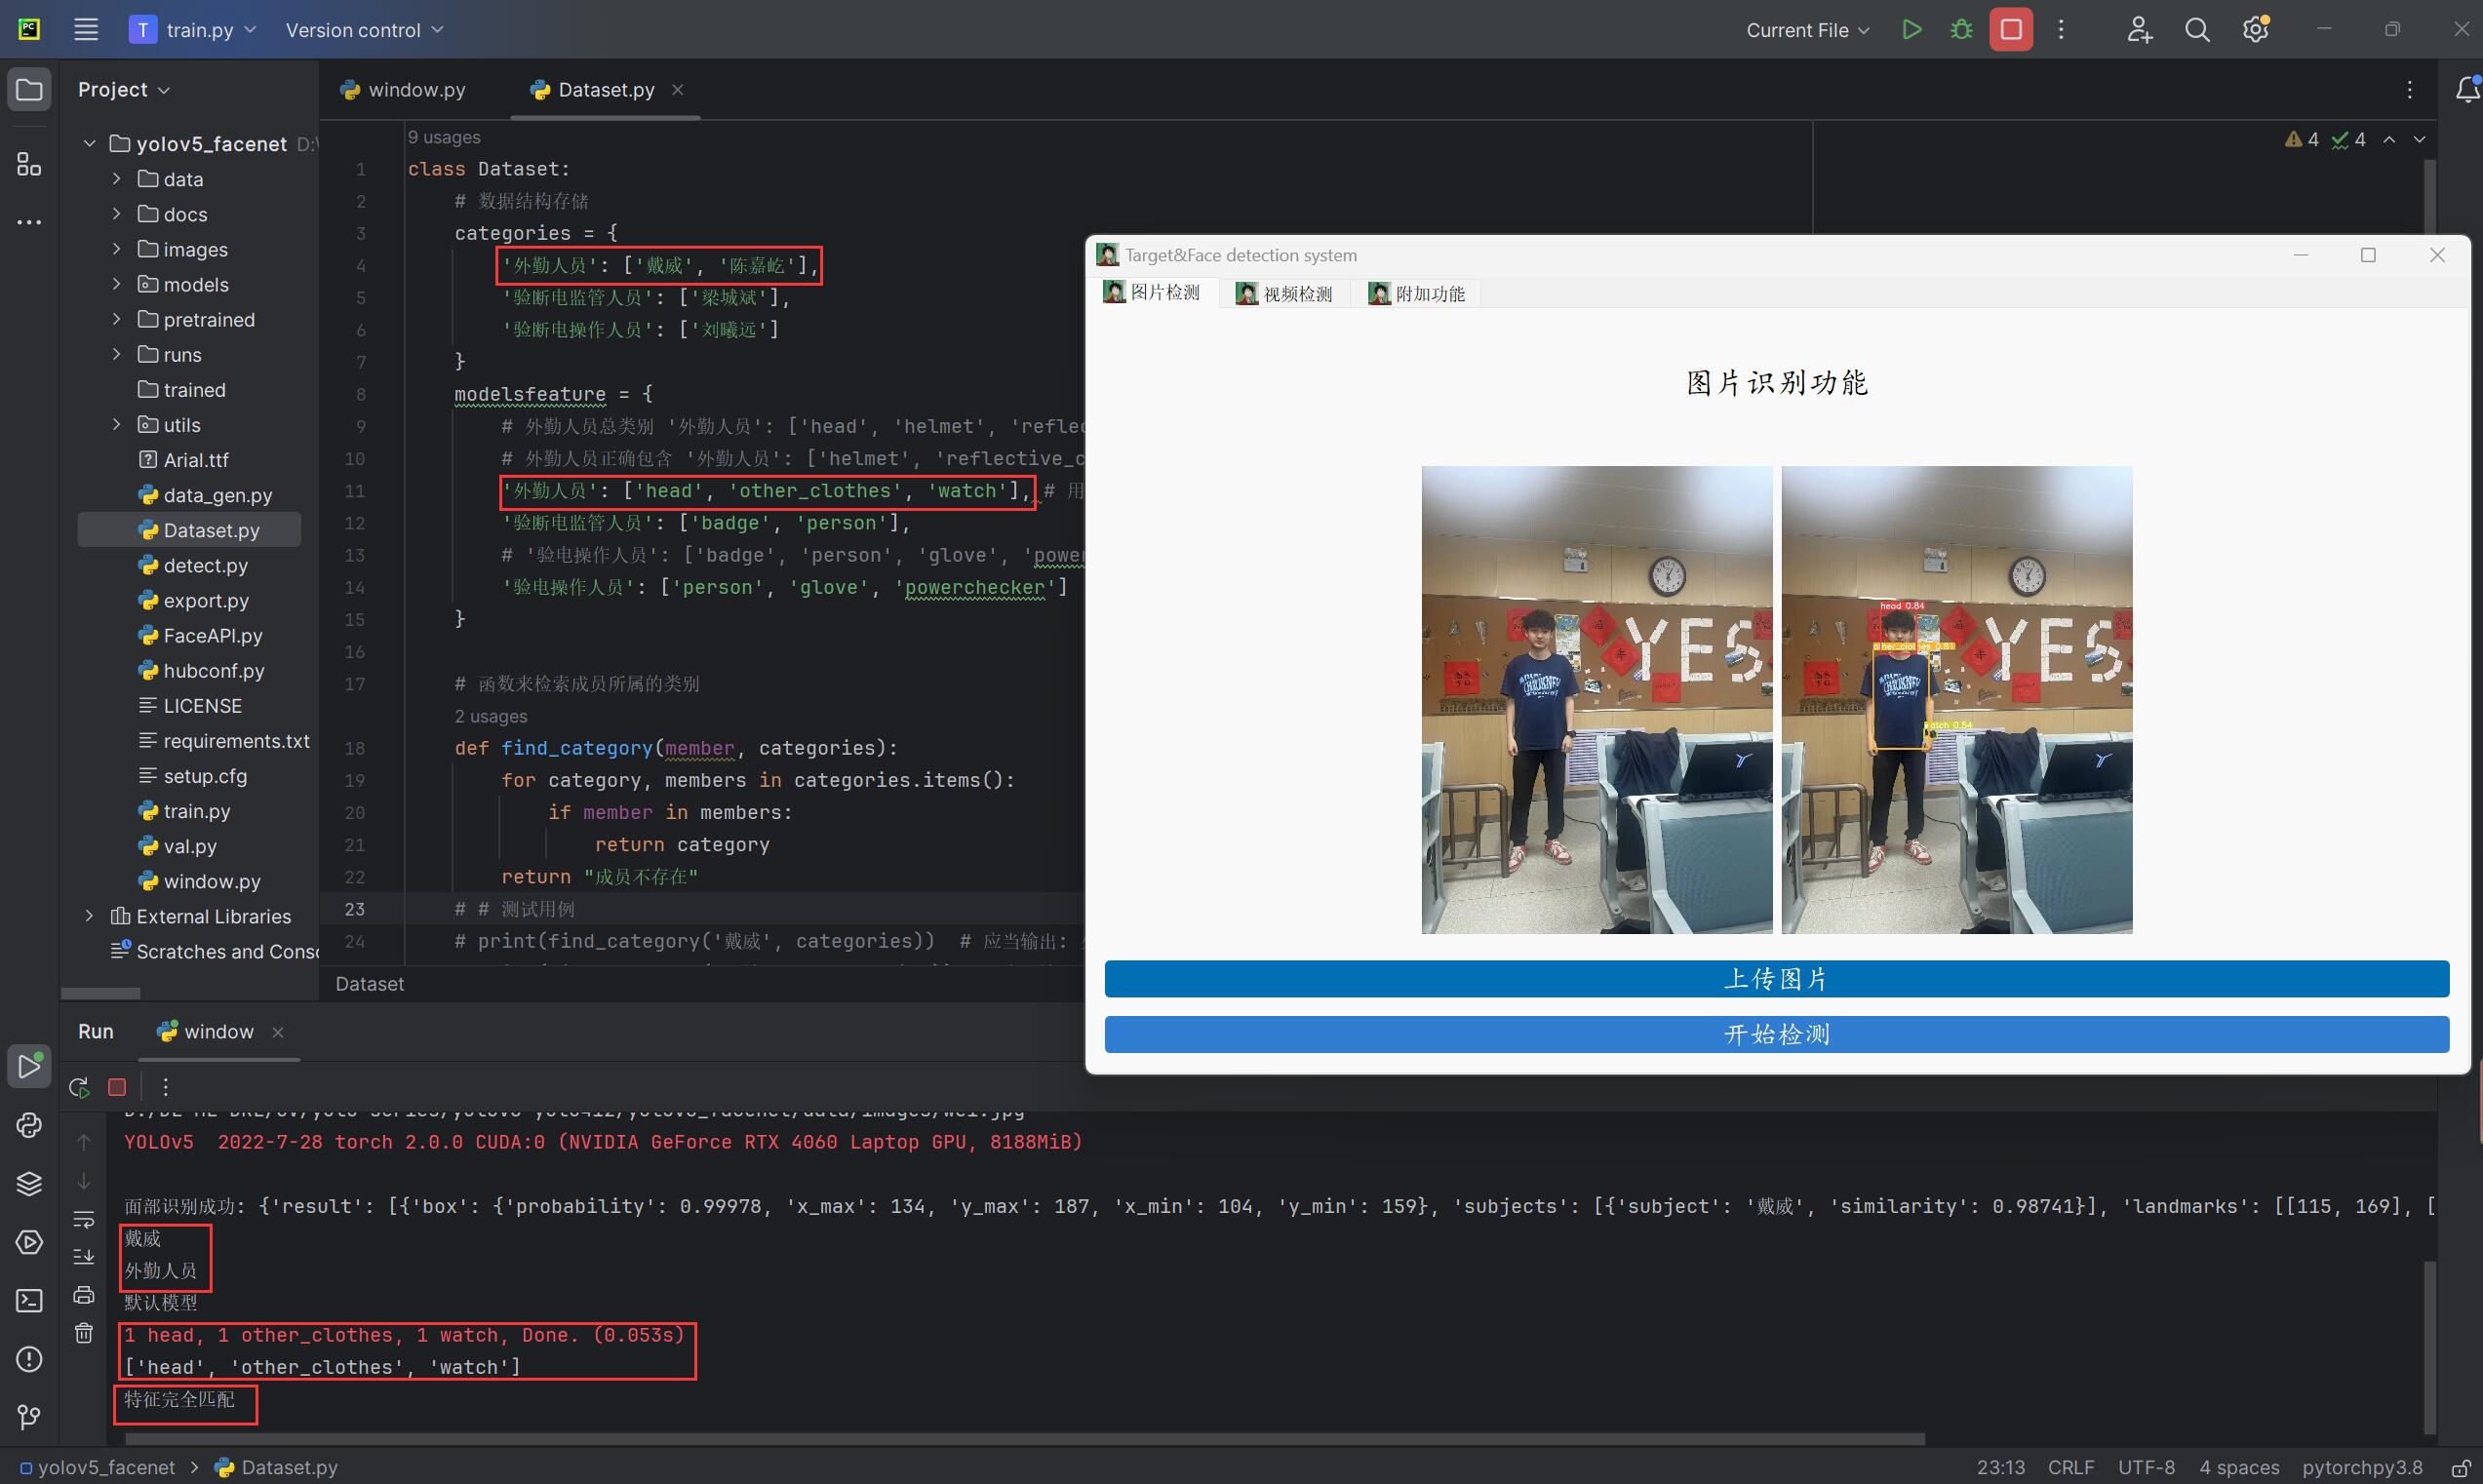 train.py
Version control
Current File
Project
window.py
Dataset.py
yolov5_facenet
data
docs
images
models
pretrained
runs
trained
utils
Arial.ttf
data_gen.py
Dataset.py
detect.py
export.py
FaceAPI.py
hubconf.py
LICENSE
requirements.txt
setup.cfg
train.py
val.py
window.py
External Libraries
Scratches and
9 usages
4 4
1 class Dataset:
2 # 数据结构存储
3 categories = {
4 '外勤人员': ['戴威', '陈嘉屹'],
5 '验断电监管人员': ['梁城斌'],
6 '验断电操作人员': ['刘曦远']
7 }
8 modelsfeature = {
9 # 外勤人员总类别 '外勤人员': ['head', 'helmet',
10 # 外勤人员正确包含 '外勤人员': ['helmet',
11 '外勤人员': ['head', 'other_clothes', 'watch'], # 用
12 '验断电监管人员': ['badge', 'person'],
13 # '验电操作人员': ['badge', 'person', 'glove',
14 '验电操作人员': ['person', 'glove', 'powerchecker']
15 }
16
17 # 函数来检索成员所属的类别
2 usages
18 def find_category(member, categories):
19 for category, members in categories.items():
20 if member in members:
21 return category
22 return "成员不存在"
23 # # 测试用例
24 # print(find_category('戴威', categories)) # 应当输出:
Dataset
Target&Face detection system
图片检测 视频检测 附加功能
图片识别功能
YES YES
head 0.84
other_clothes 0.81
watch 0.54
上传图片
开始检测
Run
window
YOLOv5 2022-7-28 torch 2.0.0 CUDA:0 (NVIDIA GeForce RTX 4060 Laptop GPU, 8188MiB)
面部识别成功: {'result': [{'box': {'probability': 0.99978, 'x_max': 134, 'y_max': 187, 'x_min': 104, 'y_min': 159}, 'subjects': [{'subject': '戴威', 'similarity': 0.98741}], 'landmarks': [[115, 169], [
戴威
外勤人员
默认模型
1 head, 1 other_clothes, 1 watch, Done. (0.053s)
['head', 'other_clothes', 'watch']
特征完全匹配
yolov5_facenet > Dataset.py
23:13 CRLF UTF-8 4 spaces pytorchpy3.8